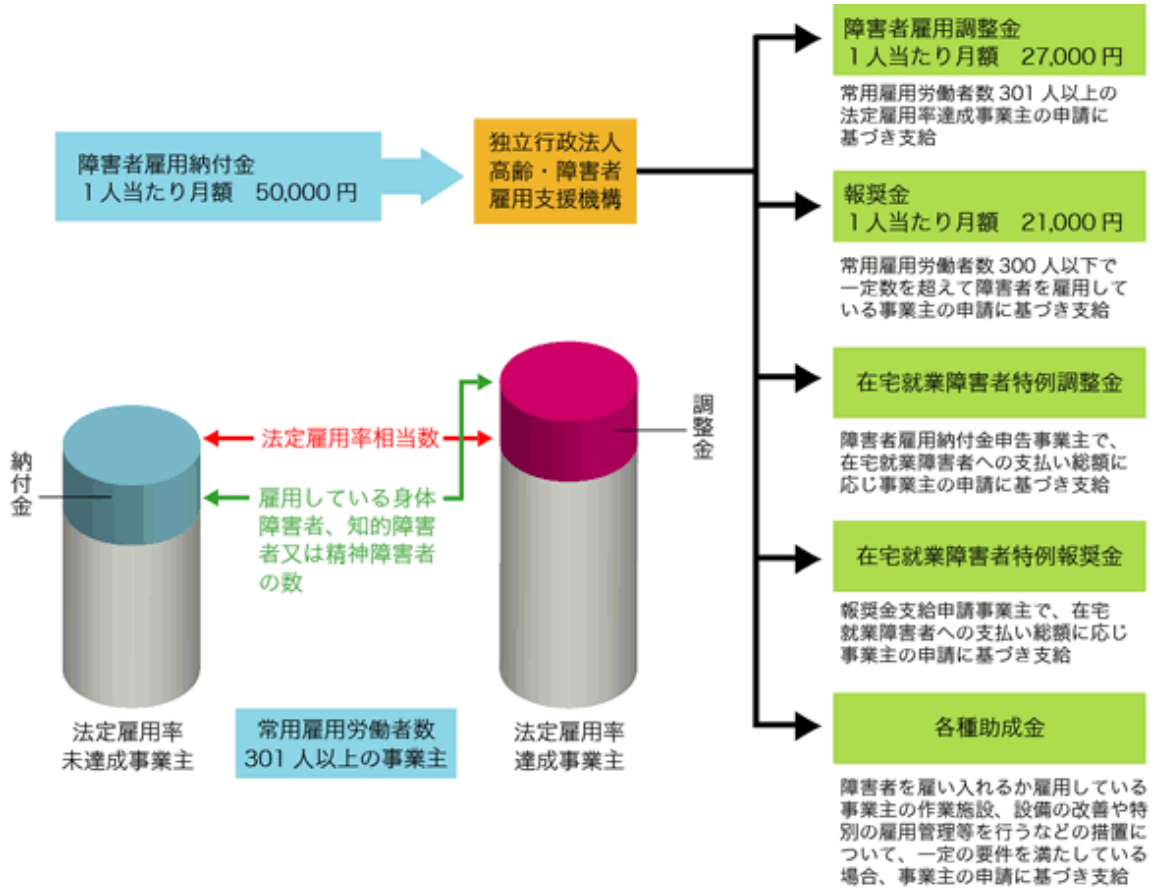 障害者雇用納付金
1人当たり月額　50,000円
独立行政法人
高齢・障害者
雇用支援機構
障害者雇用調整金
1人当たり月額　27,000円
常用雇用労働者数301人以上の
法定雇用率達成事業主の申請に
基づき支給
報奨金
1人当たり月額　21,000円
常用雇用労働者数300人以下で
一定数を超えて障害者を雇用して
いる事業主の申請に基づき支給
在宅就業障害者特例調整金
障害者雇用納付金申告事業主で、
在宅就業障害者への支払い総額に
応じ事業主の申請に基づき支給
在宅就業障害者特例報奨金
報奨金支給申請事業主で、在宅
就業障害者への支払い総額に応じ
事業主の申請に基づき支給
各種助成金
障害者を雇い入れるか雇用している
事業主の作業施設、設備の改善や特
別の雇用管理等を行うなどの措置に
ついて、一定の要件を満たしている
場合、事業主の申請に基づき支給
納付金
法定雇用率相当数
雇用している身体
障害者、知的障害
者又は精神障害者
の数
調整金
法定雇用率
未達成事業主
常用雇用労働者数
301人以上の事業主
法定雇用率
達成事業主